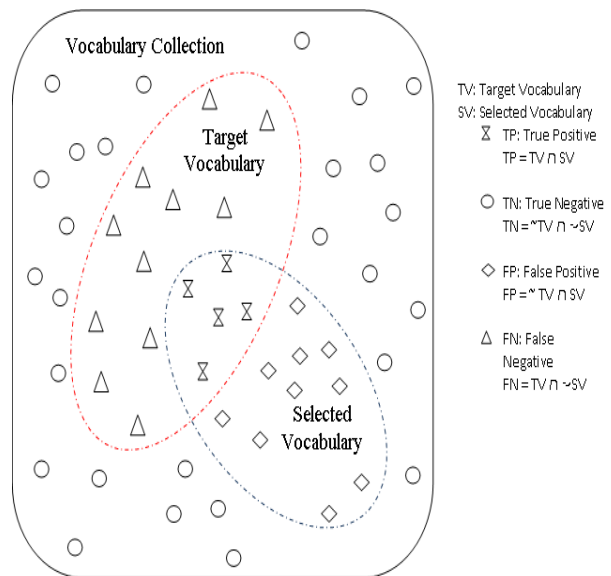 Vocabulary Collection
Target
Vocabulary
Selected
Vocabulary
TV: Target Vocabulary
SV: Selected Vocabulary
TP: True Positive
TP = TV ∩ SV
TN: True Negative
TN = ~TV ∩ ~SV
FP: False Positive
FP = ~ TV ∩ SV
FN: False
Negative
FN = TV ∩ ~SV